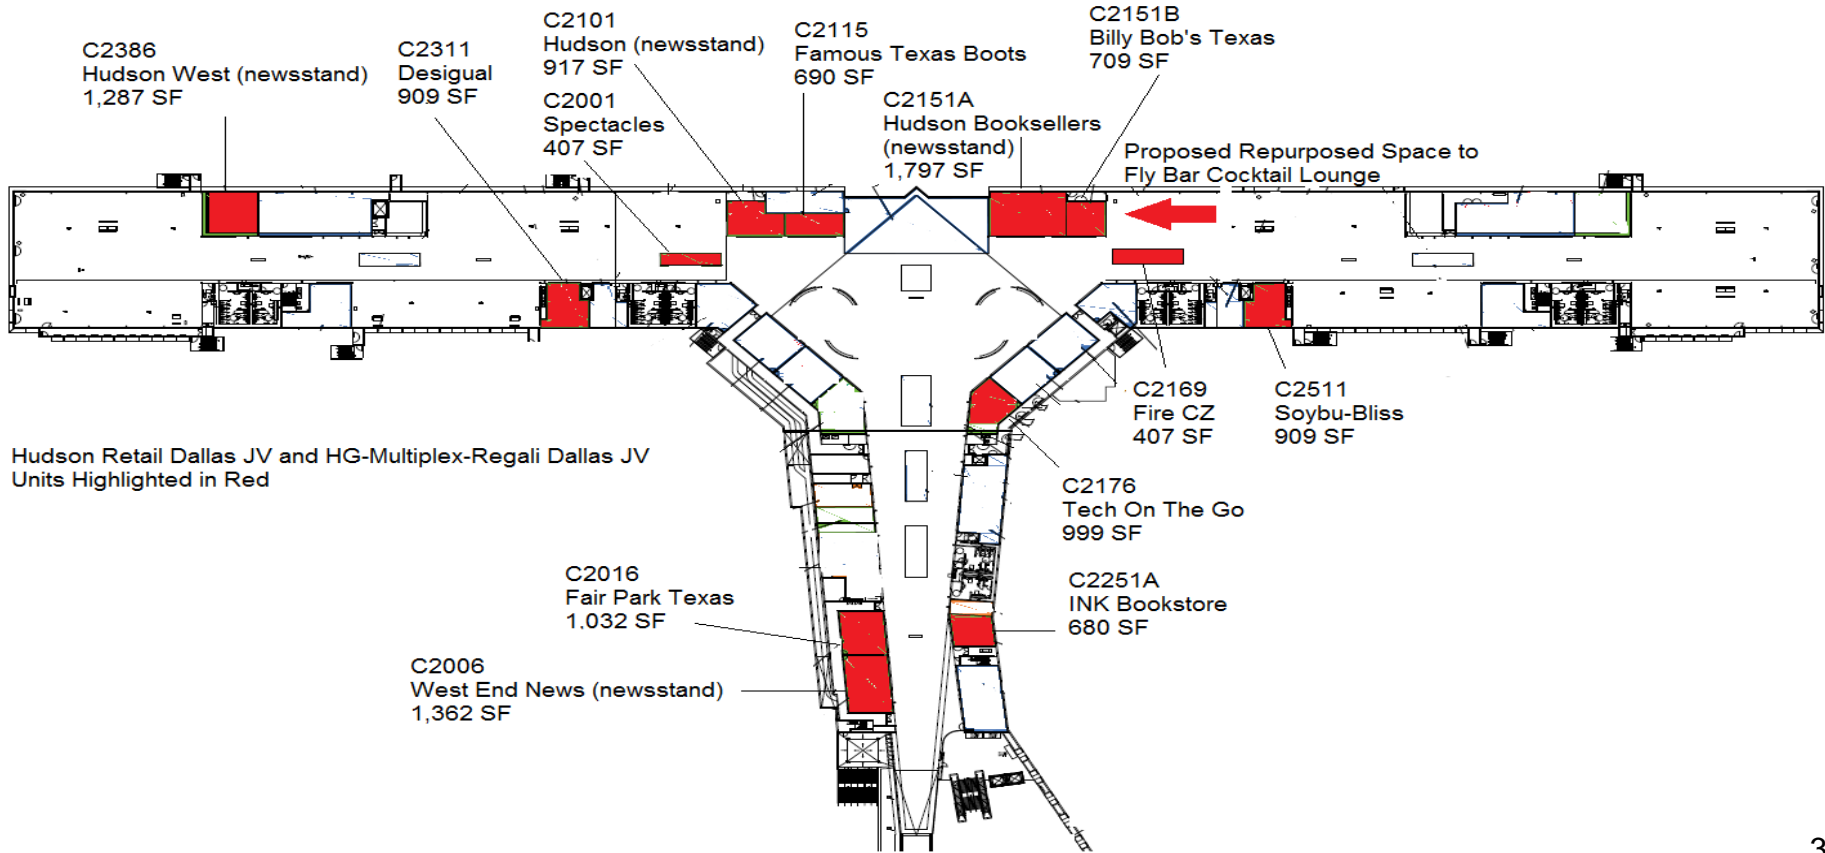 C2386
Hudson West (newsstand)
1,287 SF
C2311
Desigual
909 SF
C2101
Hudson (newsstand)
917 SF
C2001
Spectacles
407 SF
C2115
Famous Texas Boots
690 SF
C2151A
Hudson Booksellers
(newsstand)
1,797 SF
C2151B
Billy Bob's Texas
709 SF
Proposed Repurposed Space to
Fly Bar Cocktail Lounge
C2169
Fire CZ
407 SF
C2511
Soybu-Bliss
909 SF
Hudson Retail Dallas JV and HG-Multiplex-Regali Dallas JV
Units Highlighted in Red
C2176
Tech On The Go
999 SF
C2016
Fair Park Texas
1,032 SF
C2251A
INK Bookstore
680 SF
C2006
West End News (newsstand)
1,362 SF
3